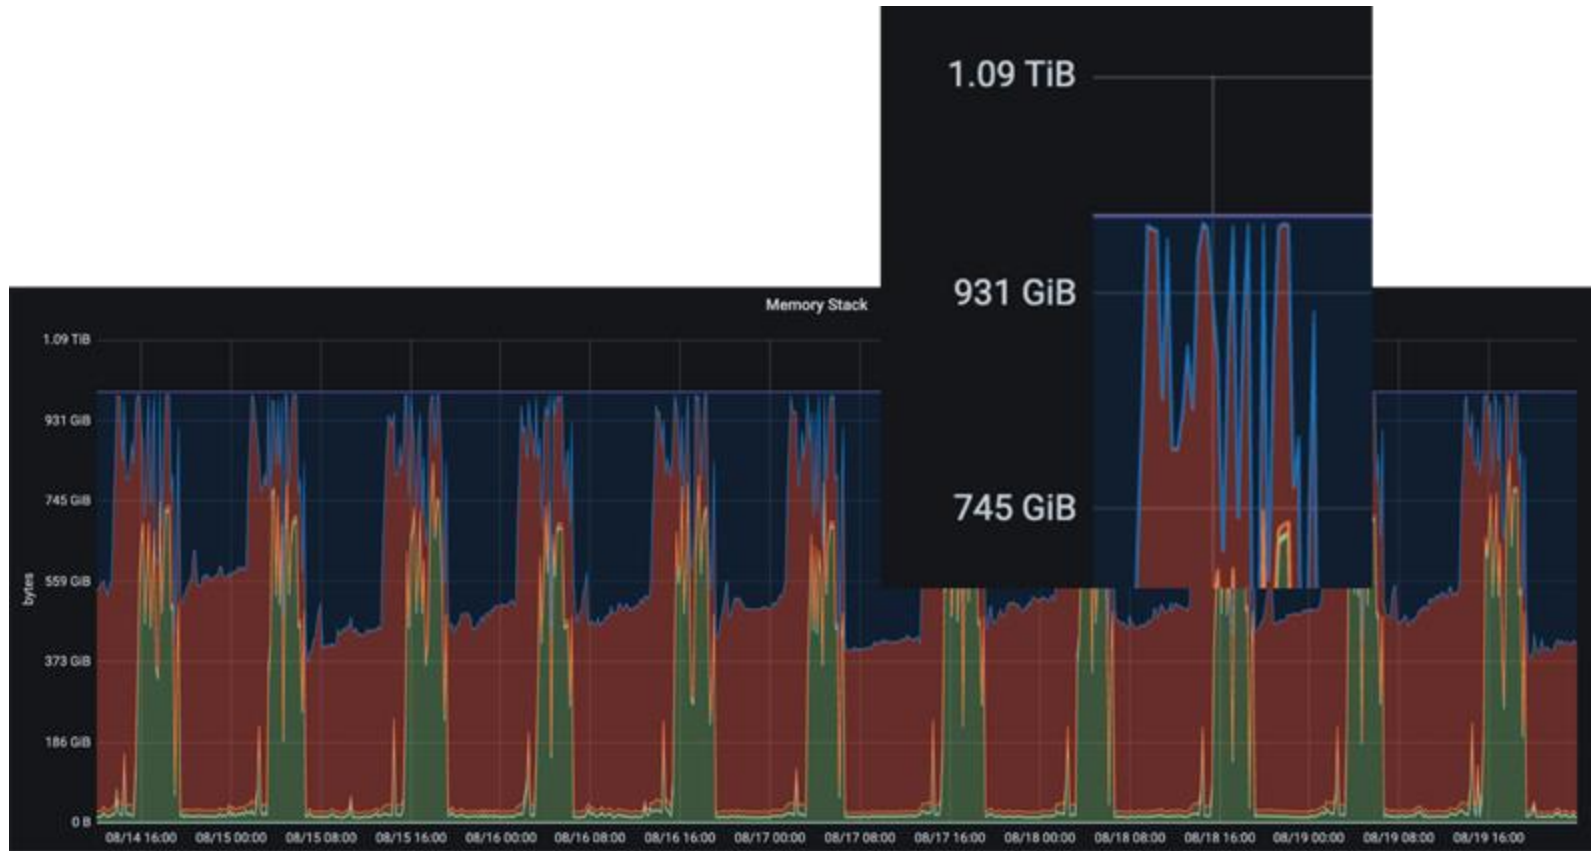 1.09 TiB
931 GiB
745 GiB
Memory Stack
1.09 TiB
931 GiB
745 GiB
559 GiB
373 GiB
186 GiB
0 B
bytes
08/14 16:00 08/15 00:00 08/15 08:00 08/15 16:00 08/16 00:00 08/16 08:00 08/16 16:00 08/17 00:00 08/17 08:00 08/17 16:00 08/18 00:00 08/18 08:00 08/18 16:00 08/19 00:00 08/19 08:00 08/19 16:00